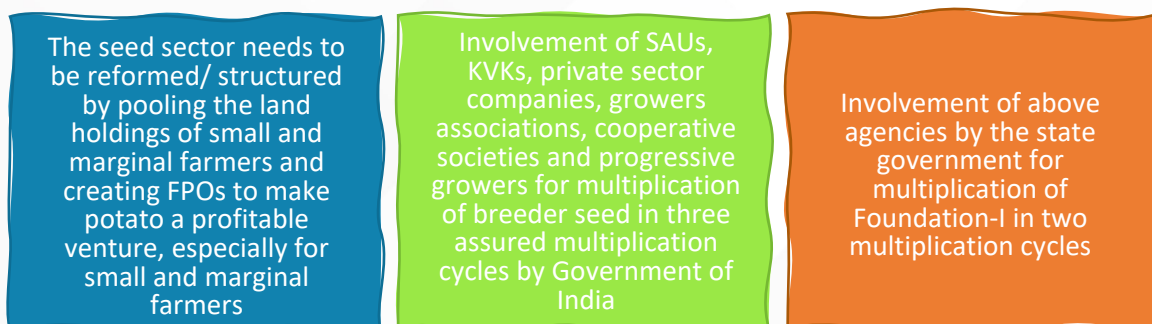 The seed sector needs to
be reformed/ structured
by pooling the land
holdings of small and
marginal farmers and
creating FPOs to make
potato a profitable
venture, especially for
small and marginal
farmers
Involvement of SAUs,
KVKs, private sector
companies, growers
associations, cooperative
societies and progressive
growers for multiplication
of breeder seed in three
assured multiplication
cycles by Government of
India
Involvement of above
agencies by the state
government for
multiplication of
Foundation-I in two
multiplication cycles